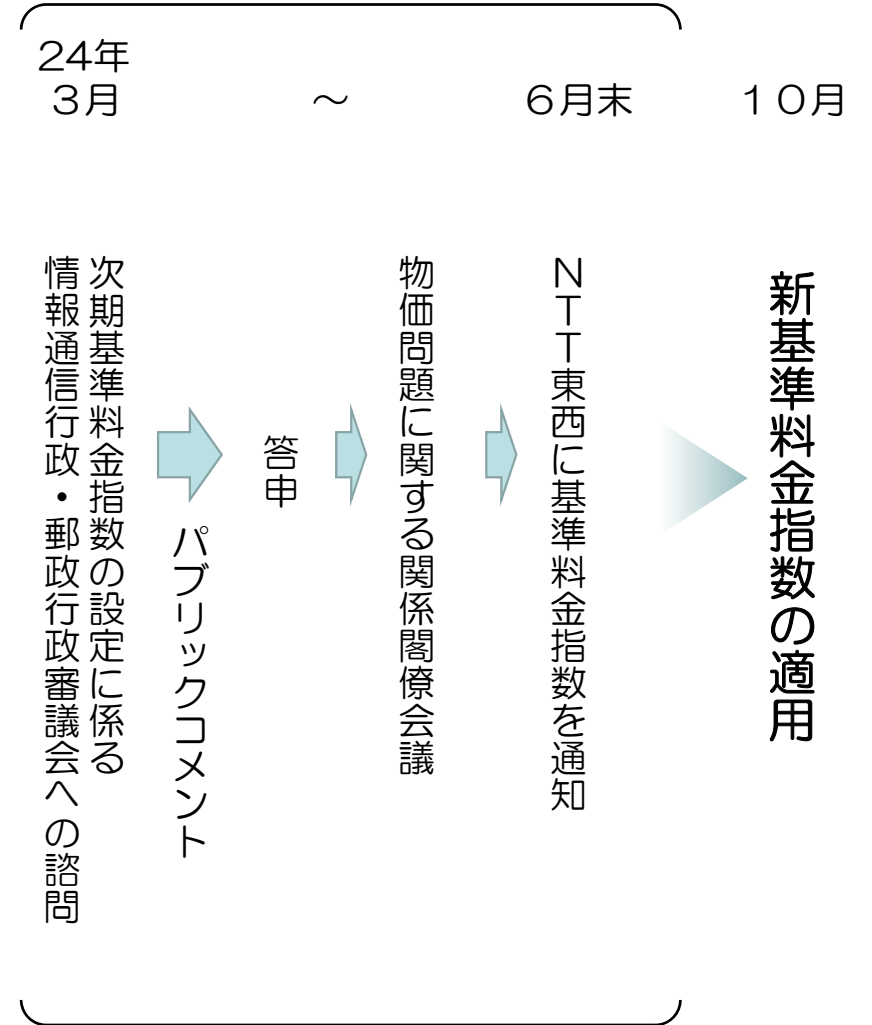 24年
3月 ～ 6月末 10月
次期基準料金指数の設定に係る
情報通信行政・郵政行政審議会への諮問
パブリックコメント
答申
物価問題に関する関係閣僚会議
NTT東西に基準料金指数を通知
新基準料金指数の適用